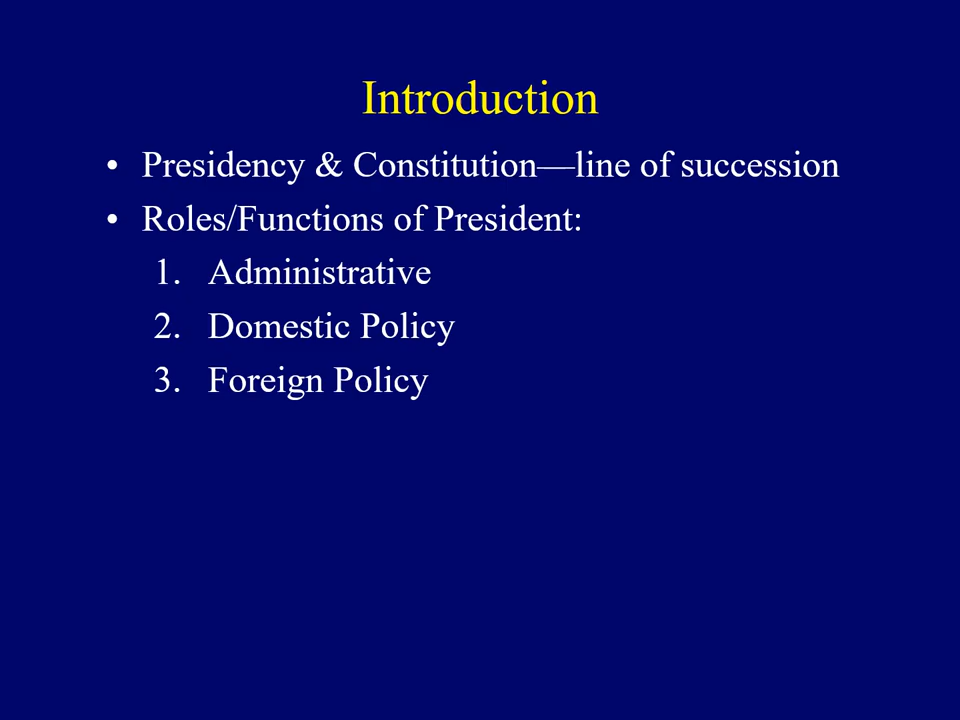 Introduction
• Presidency & Constitution—line of succession
• Roles/Functions of President:
1. Administrative
2. Domestic Policy
3. Foreign Policy